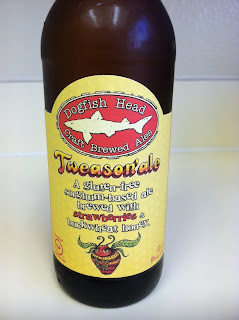 Dogfish Head
Craft Brewed Ales
Tweason'ale
A gluten-free
sorghum-based ale
brewed with
strawberries &
buckwheat honey.